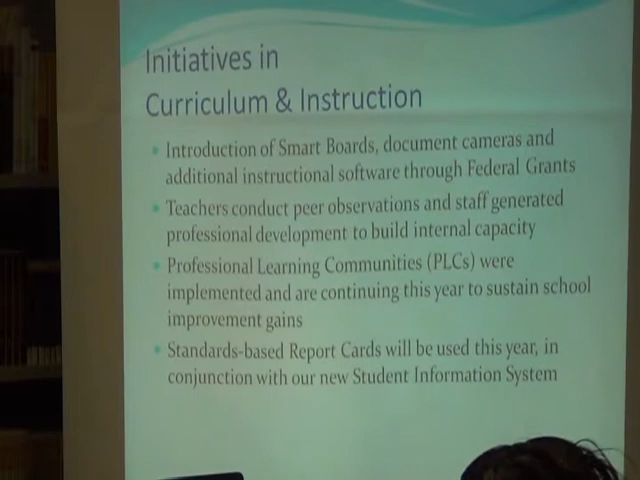 Initiatives in
Curriculum & Instruction
• Introduction of Smart Boards, document cameras and
additional instructional software through Federal Grants
• Teachers conduct peer observations and staff generated
professional development to build internal capacity
• Professional Learning Communities (PLCs) were
implemented and are continuing this year to sustain school
improvement gains
• Standards-based Report Cards will be used this year, in
conjunction with our new Student Information System